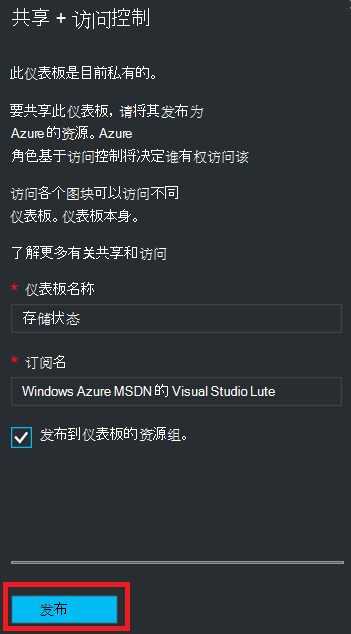 共享 + 访问控制
此仪表板是目前私有的。
要共享此仪表板，请将其发布为
Azure 的资源。Azure
角色基于访问控制将决定谁有权访问该
访问各个图块可以访问不同
仪表板。仪表板本身。
了解更多有关共享和访问
* 仪表板名称
存储状态
* 订阅名
Windows Azure MSDN 的 Visual Studio Lute
发布到仪表板的资源组。
发布